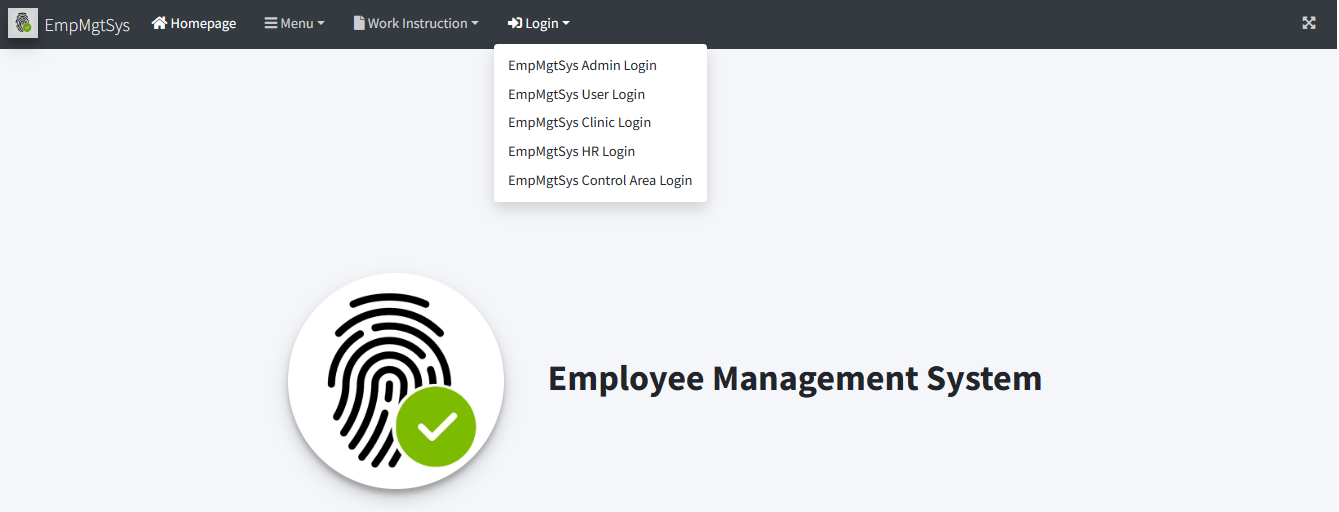 EmpMgtSys Homepage Menu Work Instruction Login
EmpMgtSys Admin Login
EmpMgtSys User Login
EmpMgtSys Clinic Login
EmpMgtSys HR Login
EmpMgtSys Control Area Login
Employee Management System